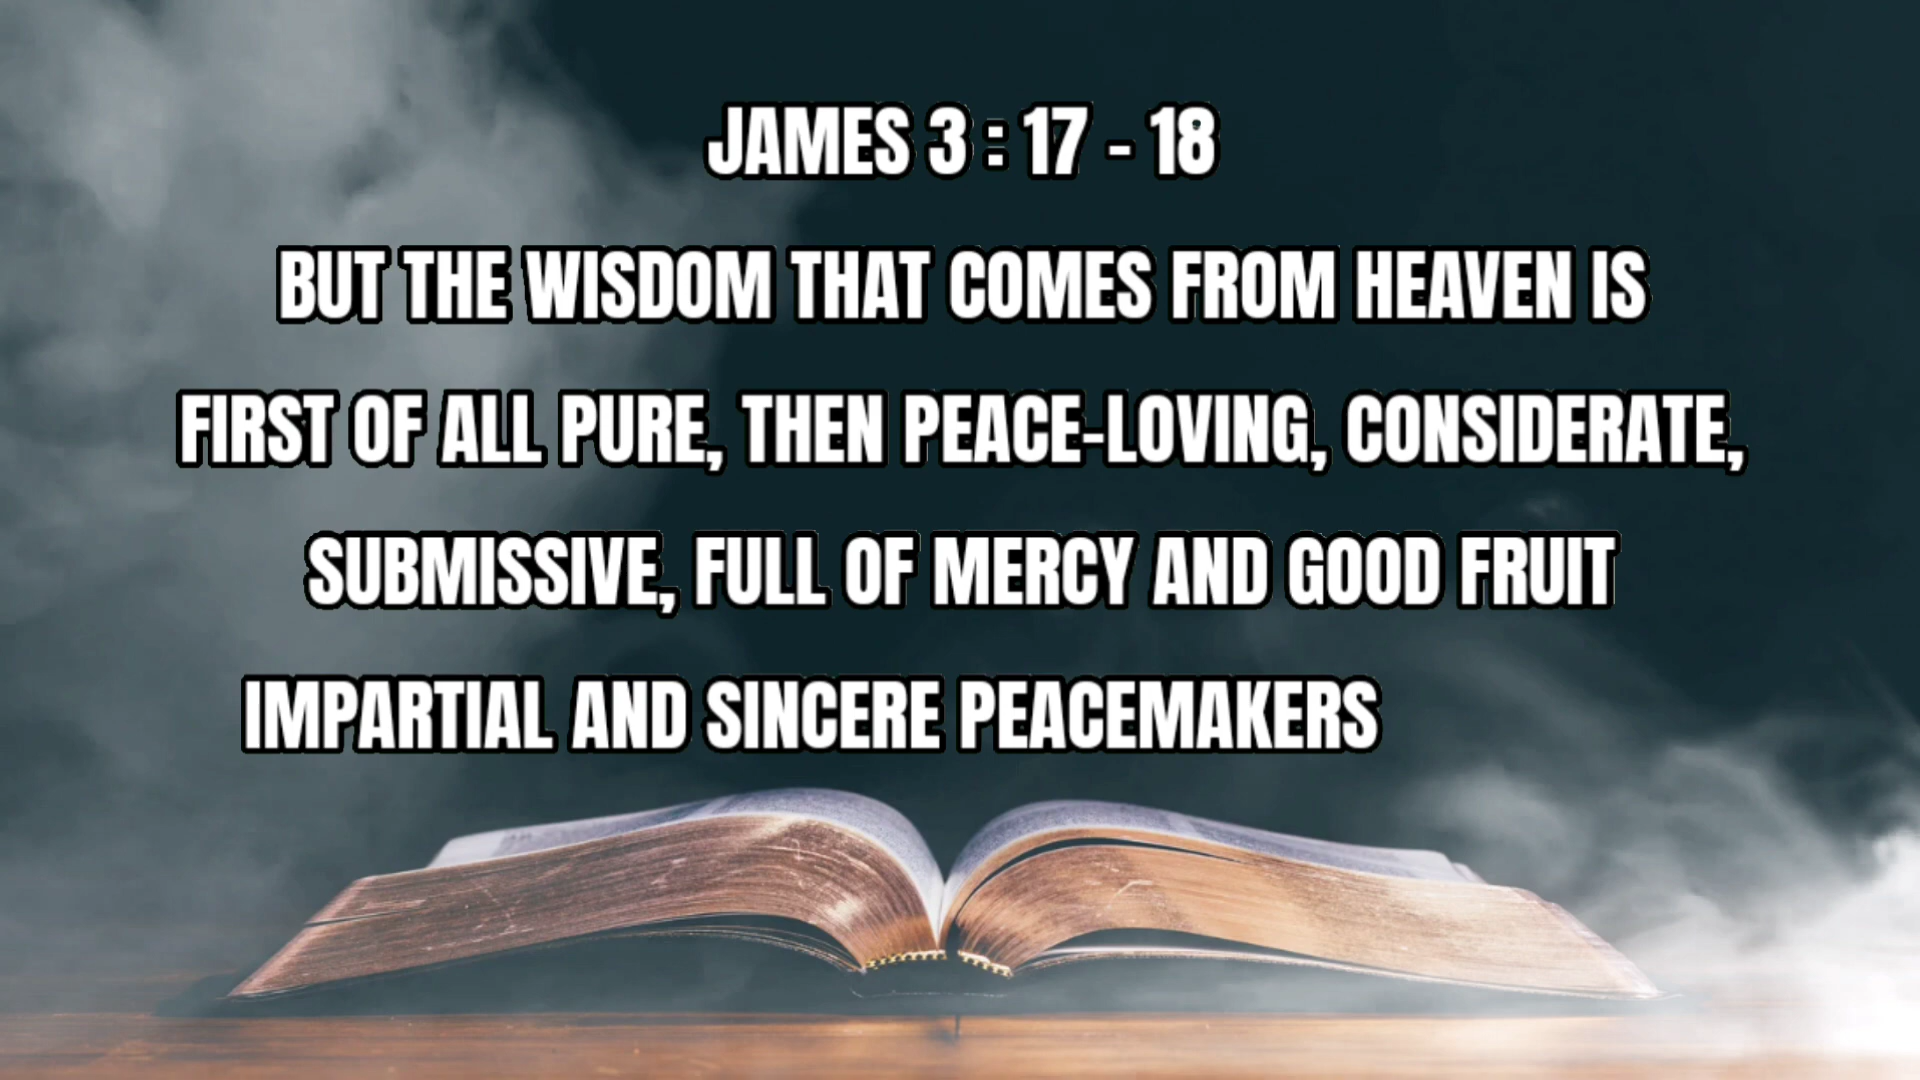 JAMES 3 : 17 - 18
BUT THE WISDOM THAT COMES FROM HEAVEN IS
FIRST OF ALL PURE, THEN PEACE-LOVING, CONSIDERATE,
SUBMISSIVE, FULL OF MERCY AND GOOD FRUIT
IMPARTIAL AND SINCERE PEACEMAKERS